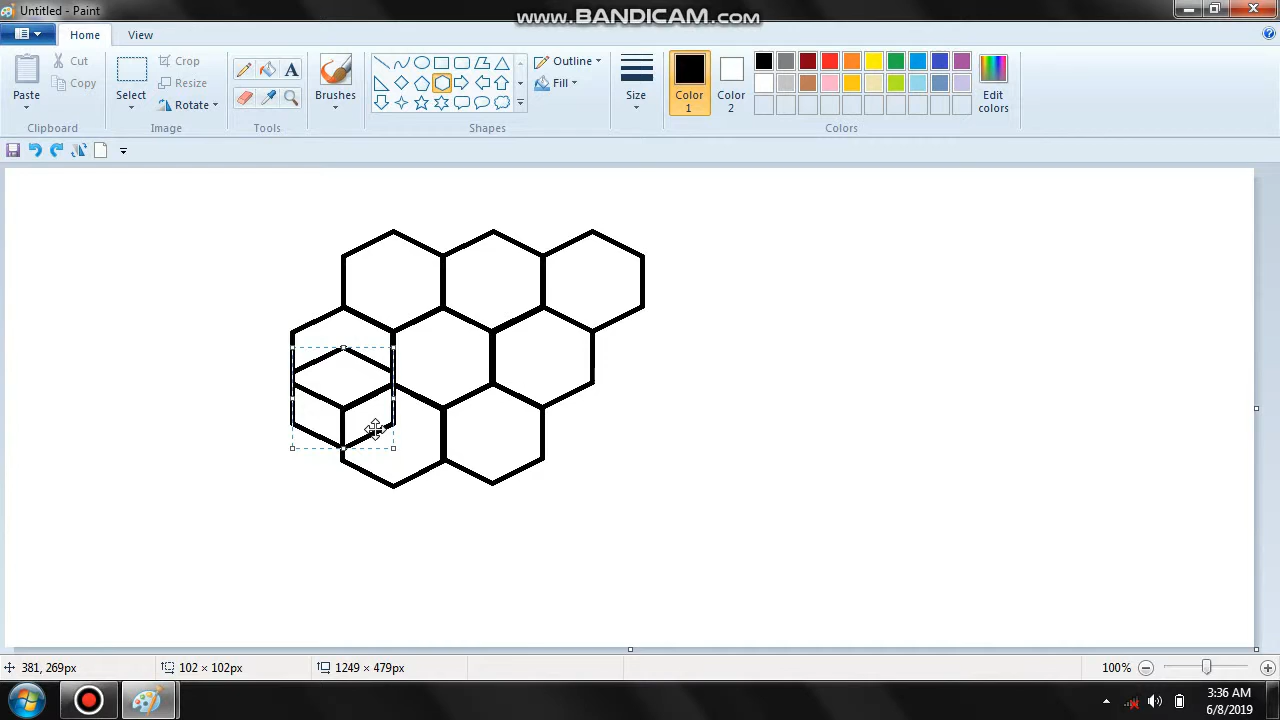 Untitled - Paint
www.BANDICAM.com
Home
View
Paste
Cut
Copy
Clipboard
Select
Crop
Resize
Rotate
Image
Tools
Brushes
Shapes
Outline
Fill
Size
Color 1
Color 2
Edit colors
Colors
381, 269px
102 × 102px
1249 × 479px
100%
3:36 AM
6/8/2019